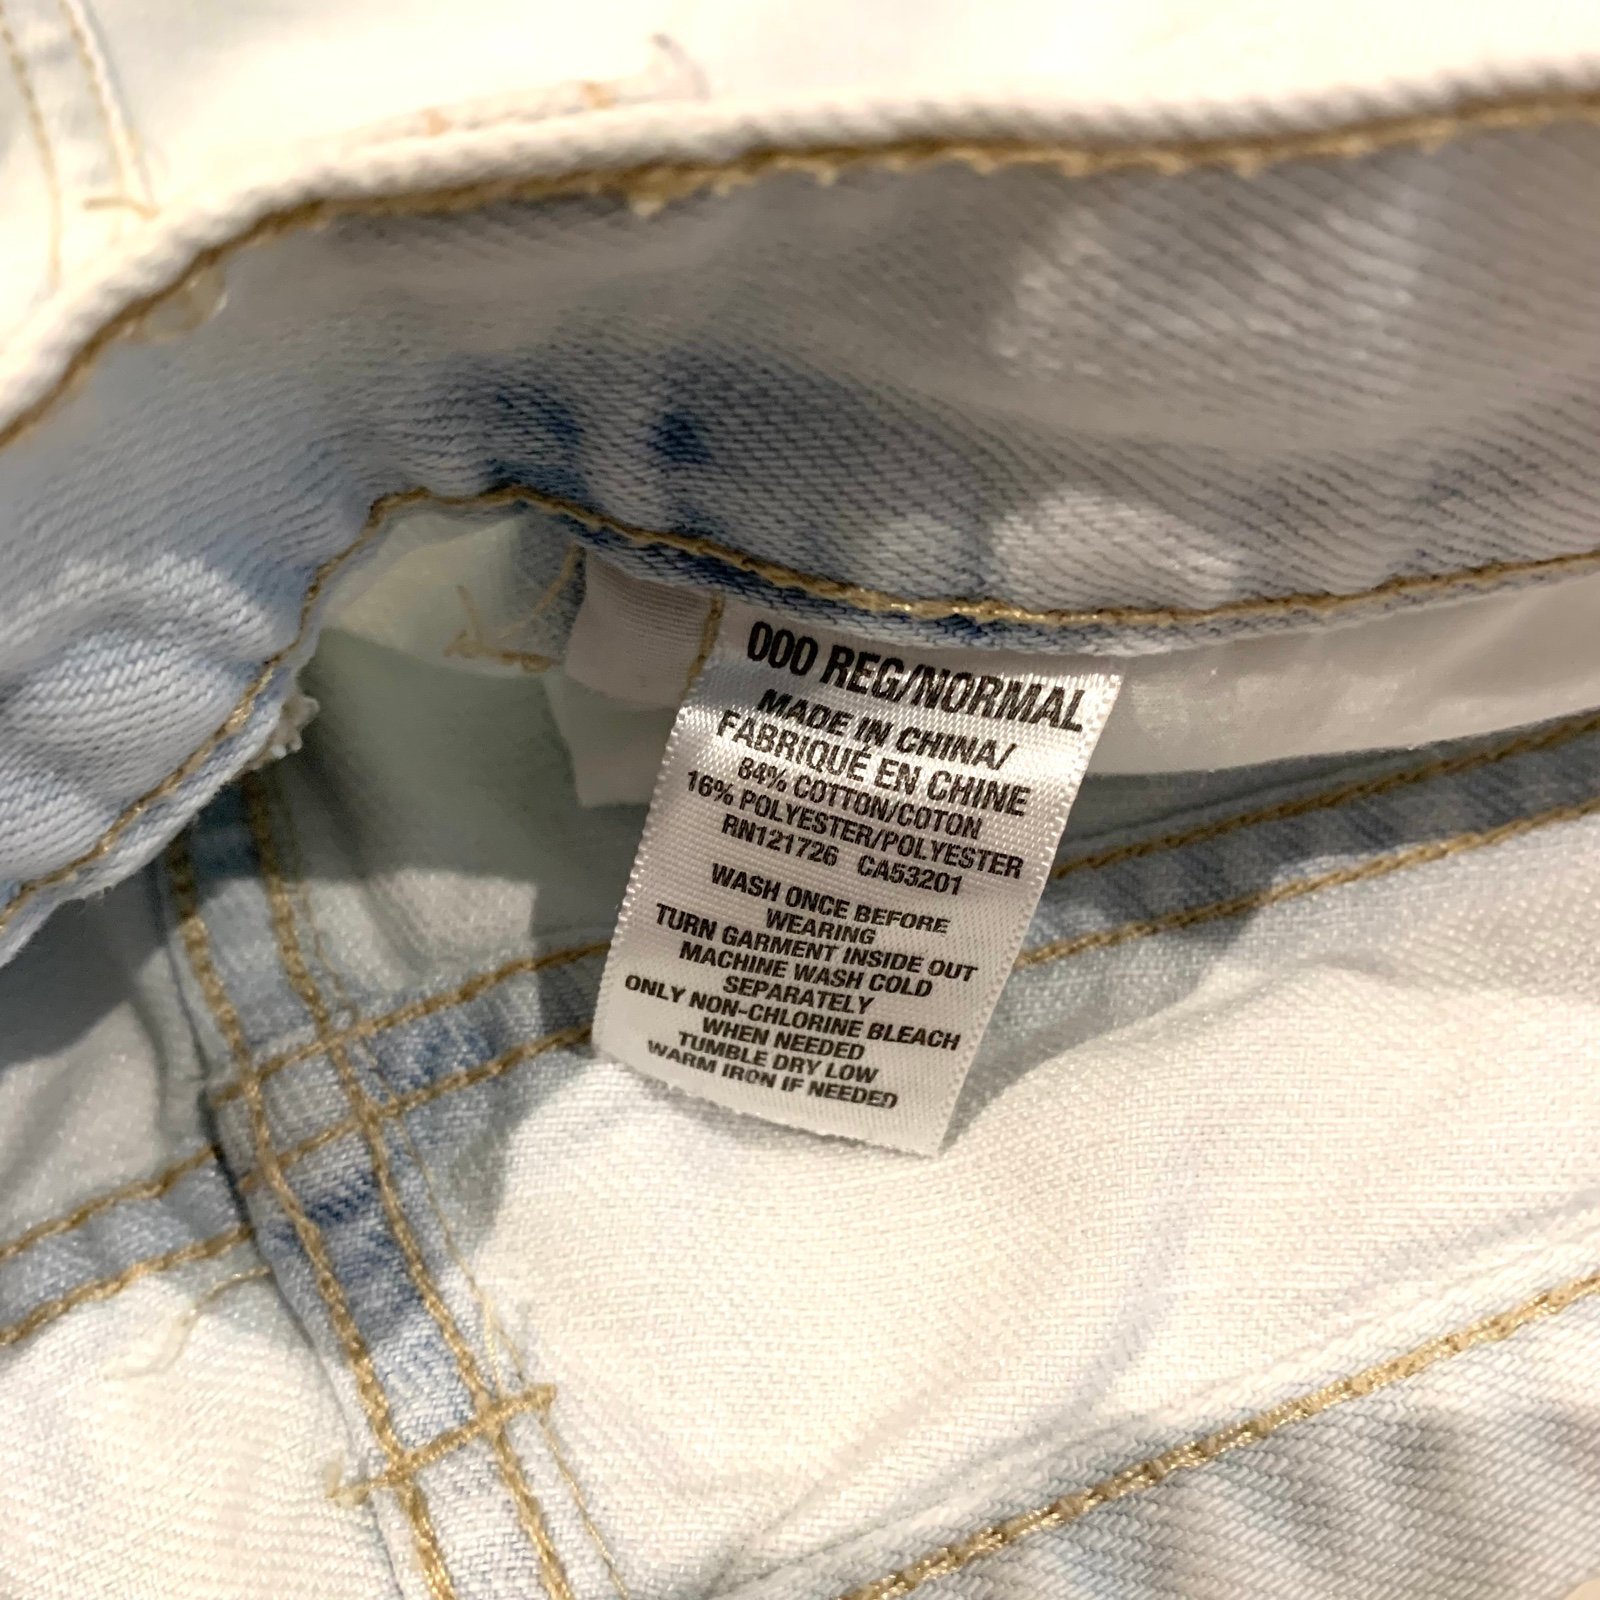 000 REG/NORMAL
MADE IN CHINA/
FABRIQUÉ EN CHINE
84% COTTON/COTON
16% POLYESTER/POLYESTER
RN121726 CA53201
WASH ONCE BEFORE
WEARING
TURN GARMENT INSIDE OUT
MACHINE WASH COLD
SEPARATELY
ONLY NON-CHLORINE BLEACH
WHEN NEEDED
TUMBLE DRY LOW
WARM IRON IF NEEDED